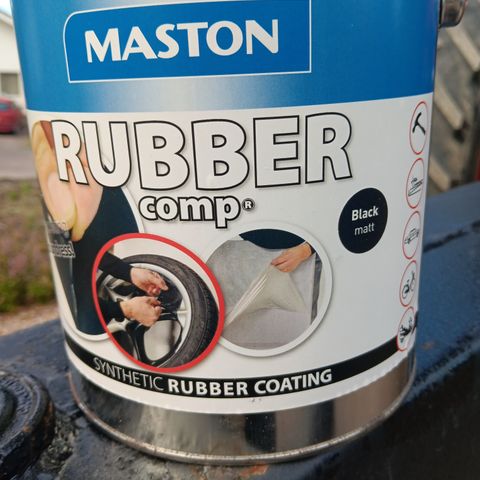 MASTON
RUBBER
comp®
Black
matt
SYNTHETIC RUBBER COATING